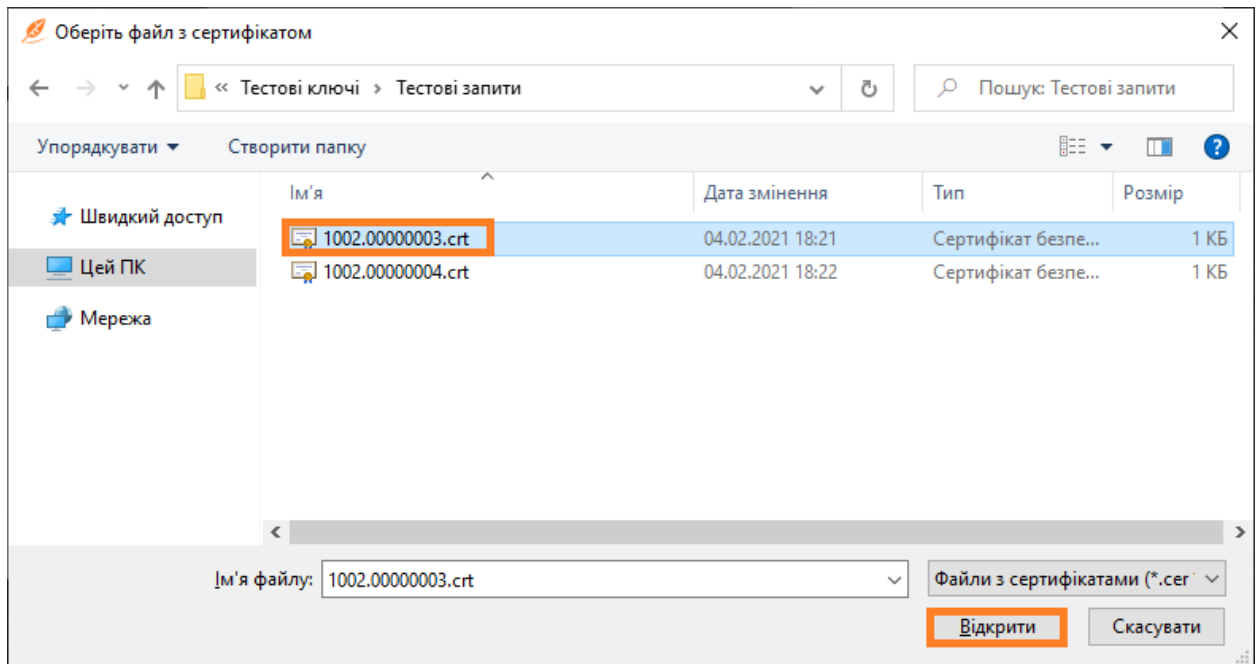 Оберіть файл з сертифікатом
« Тестові ключі › Тестові запити
Пошук: Тестові запити
Упорядкувати Створити папку
Ім'я Дата змінення Тип Розмір
Швидкий доступ
Цей ПК
Мережа
1002.00000003.crt 04.02.2021 18:21 Сертифікат безпе... 1 КБ
1002.00000004.crt 04.02.2021 18:22 Сертифікат безпе... 1 КБ
Ім'я файлу: 1002.00000003.crt Файли з сертифікатами (*.cer
Відкрити Скасувати